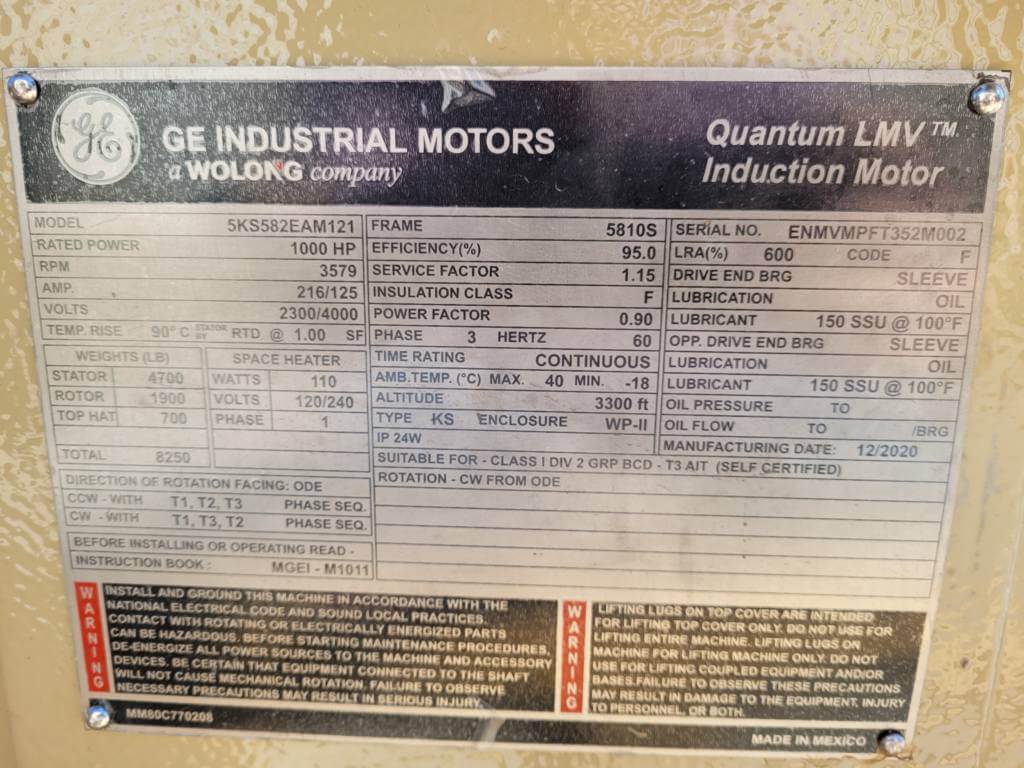 GE
GE INDUSTRIAL MOTORS
a WOLONG company
Quantum LMV™
Induction Motor
MODEL 5KS582EAM121
RATED POWER 1000 HP
RPM 3579
AMP. 216/125
VOLTS 2300/4000
TEMP. RISE 90° C STATOR BY RTD @ 1.00 SF
WEIGHTS (LB)
STATOR 4700
ROTOR 1900
TOP HAT 700
TOTAL 8250
SPACE HEATER
WATTS 110
VOLTS 120/240
PHASE 1
DIRECTION OF ROTATION FACING: ODE
CCW - WITH T1, T2, T3 PHASE SEQ.
CW - WITH T1, T3, T2 PHASE SEQ.
BEFORE INSTALLING OR OPERATING READ -
INSTRUCTION BOOK : MGEI - M1011
FRAME 5810S
EFFICIENCY(%) 95.0
SERVICE FACTOR 1.15
INSULATION CLASS F
POWER FACTOR 0.90
PHASE 3 HERTZ 60
TIME RATING CONTINUOUS
AMB.TEMP. (°C) MAX. 40 MIN. -18
ALTITUDE 3300 ft
TYPE KS ENCLOSURE WP-II
IP 24W
SUITABLE FOR - CLASS I DIV 2 GRP BCD - T3 AIT (SELF CERTIFIED)
ROTATION - CW FROM ODE
SERIAL NO. ENMVMPFT352M002
LRA(%) 600 CODE F
DRIVE END BRG SLEEVE
LUBRICATION OIL
LUBRICANT 150 SSU @ 100°F
OPP. DRIVE END BRG SLEEVE
LUBRICATION OIL
LUBRICANT 150 SSU @ 100°F
OIL PRESSURE TO
OIL FLOW TO /BRG
MANUFACTURING DATE: 12/2020
WARNING
INSTALL AND GROUND THIS MACHINE IN ACCORDANCE WITH THE
NATIONAL ELECTRICAL CODE AND SOUND LOCAL PRACTICES.
CONTACT WITH ROTATING OR ELECTRICALLY ENERGIZED PARTS
CAN BE HAZARDOUS. BEFORE STARTING MAINTENANCE PROCEDURES,
DE-ENERGIZE ALL POWER SOURCES TO THE MACHINE AND ACCESSORY
DEVICES. BE CERTAIN THAT EQUIPMENT CONNECTED TO THE SHAFT
WILL NOT CAUSE MECHANICAL ROTATION. FAILURE TO OBSERVE
NECESSARY PRECAUTIONS MAY RESULT IN SERIOUS INJURY.
WARNING
LIFTING LUGS ON TOP COVER ARE INTENDED
FOR LIFTING TOP COVER ONLY. DO NOT USE FOR
LIFTING ENTIRE MACHINE. LIFTING LUGS ON
MACHINE FOR LIFTING MACHINE ONLY. DO NOT
USE FOR LIFTING COUPLED EQUIPMENT AND/OR
BASES.FAILURE TO OBSERVE THESE PRECAUTIONS
MAY RESULT IN DAMAGE TO THE EQUIPMENT, INJURY
TO PERSONNEL, OR BOTH.
MM80C770208
MADE IN MEXICO